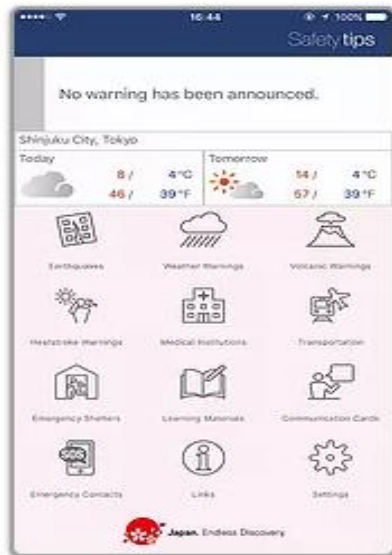 16:44 100%
Safety tips
No warning has been announced.
Shinjuku City, Tokyo
Today Tomorrow
8 / 4°C 14 / 4°C
46 / 39°F 57 / 39°F
Earthquakes Weather Warnings Volcanic Warnings
Heatstroke Warnings Medical Institutions Transportation
Emergency Shelters Learning Materials Communication Cards
SOS
Emergency Contacts Links Settings
Japan. Endless Discovery.